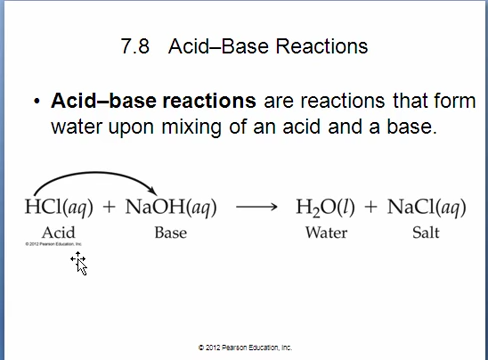 7.8 Acid–Base Reactions
• Acid–base reactions are reactions that form
water upon mixing of an acid and a base.
HCl(aq) + NaOH(aq) ⟶ H₂O(l) + NaCl(aq)
Acid Base Water Salt
© 2012 Pearson Education, Inc.
© 2012 Pearson Education, Inc.